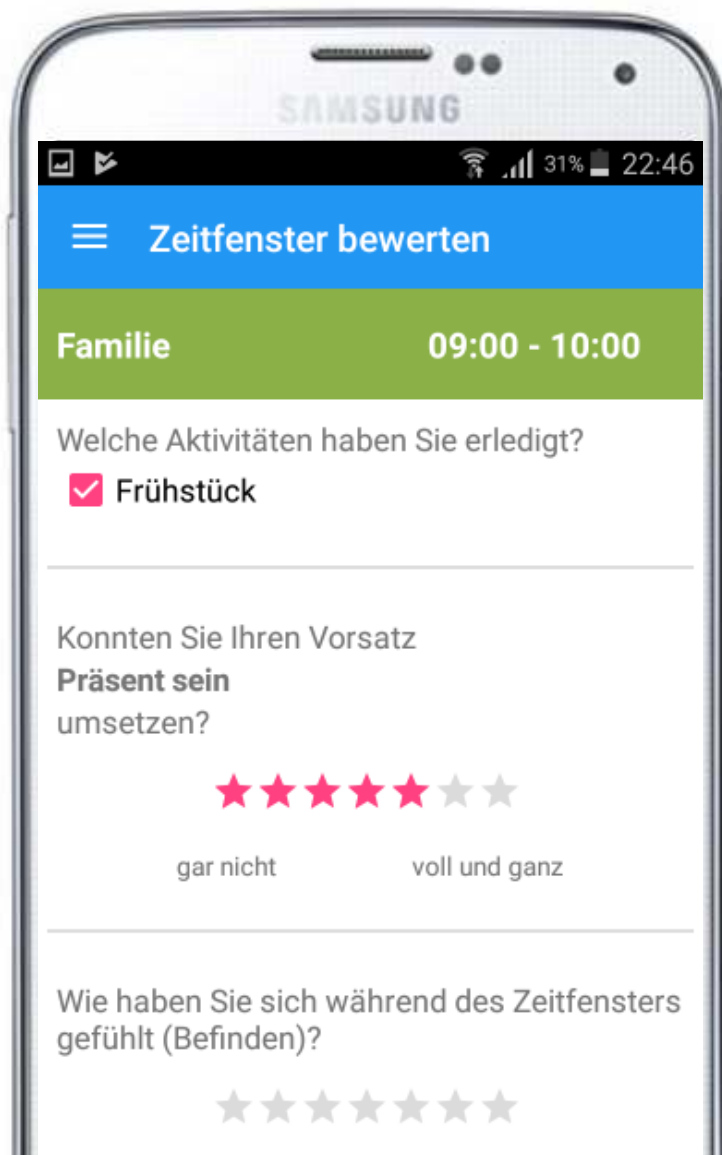 SAMSUNG
31% 22:46
Zeitfenster bewerten
Familie 09:00 - 10:00
Welche Aktivitäten haben Sie erledigt?
Frühstück
Konnten Sie Ihren Vorsatz
Präsent sein
umsetzen?
gar nicht voll und ganz
Wie haben Sie sich während des Zeitfensters
gefühlt (Befinden)?